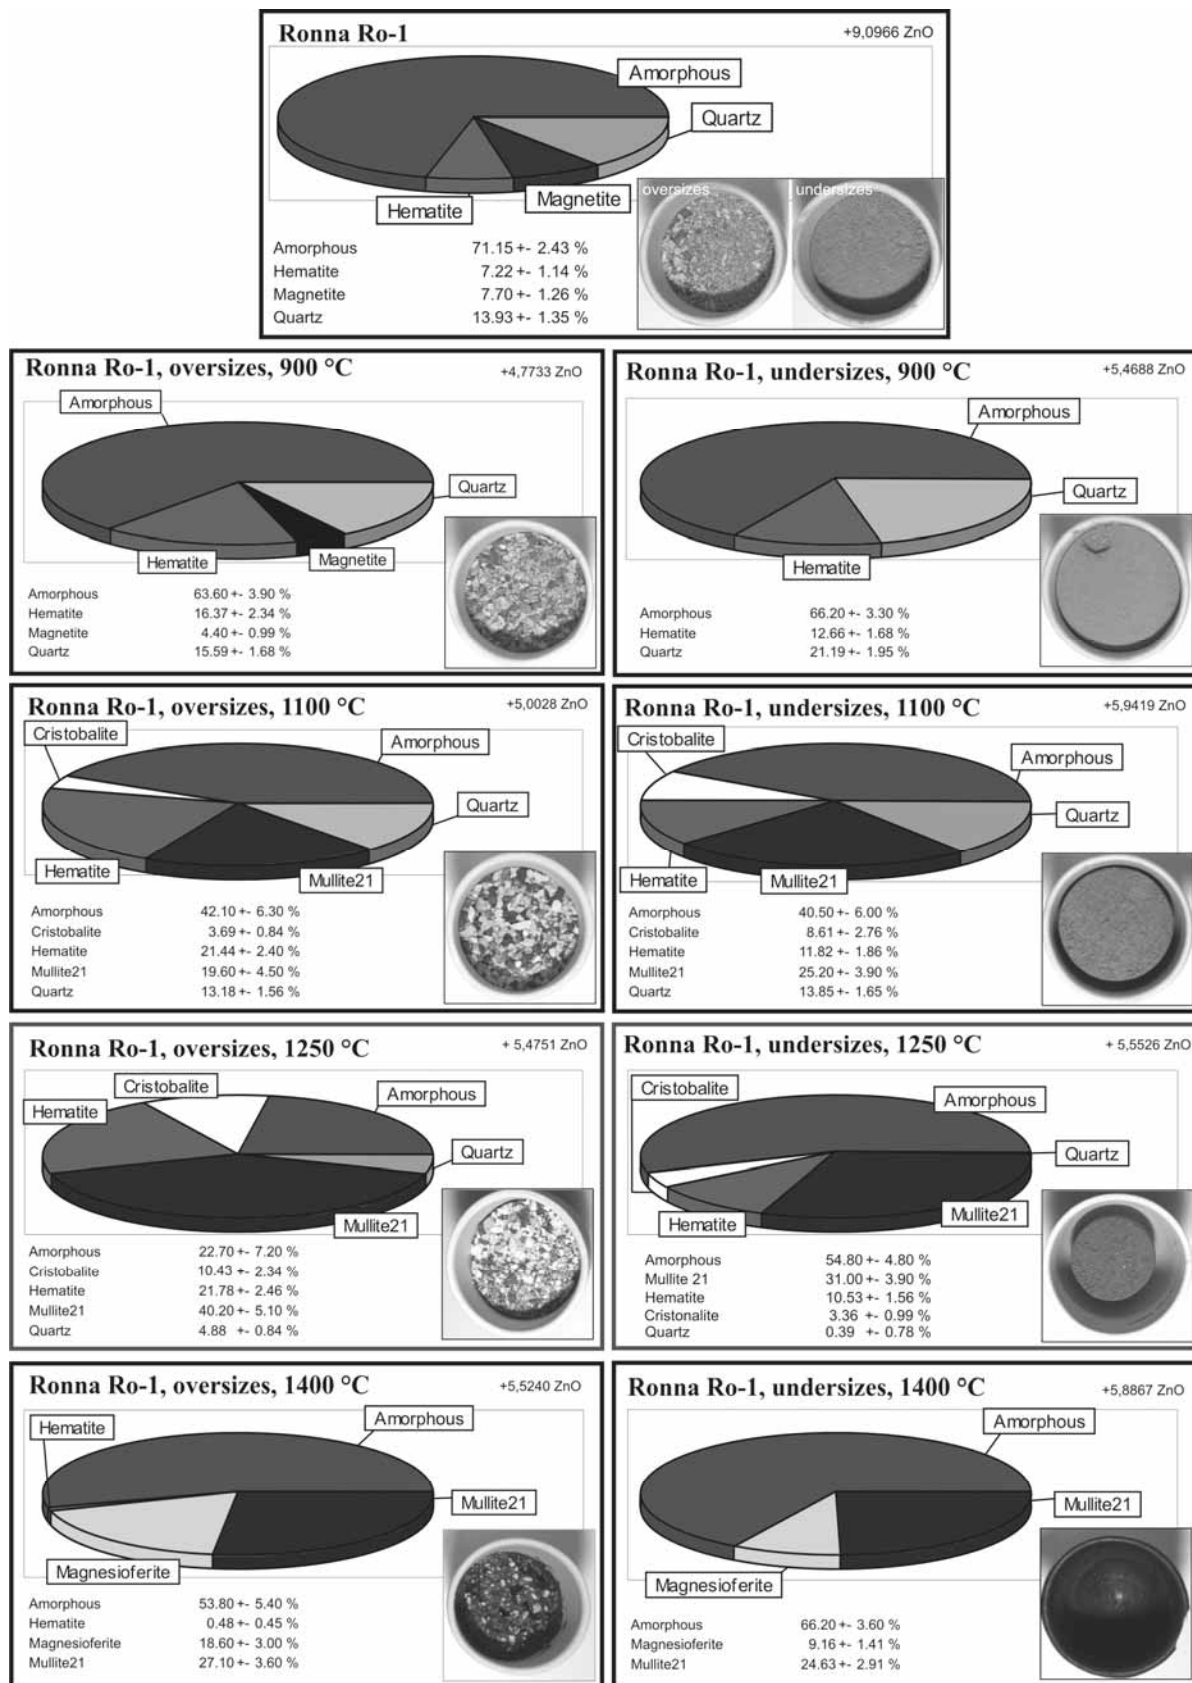 Ronna Ro-1
+9,0966 ZnO
Amorphous
Quartz
Magnetite
Hematite
oversizes
undersizes
Amorphous 71.15 +- 2.43 %
Hematite 7.22 +- 1.14 %
Magnetite 7.70 +- 1.26 %
Quartz 13.93 +- 1.35 %
Ronna Ro-1, oversizes, 900 °C
+4,7733 ZnO
Amorphous
Quartz
Hematite
Magnetite
Amorphous 63.60 +- 3.90 %
Hematite 16.37 +- 2.34 %
Magnetite 4.40 +- 0.99 %
Quartz 15.59 +- 1.68 %
Ronna Ro-1, undersizes, 900 °C
+5,4688 ZnO
Amorphous
Quartz
Hematite
Amorphous 66.20 +- 3.30 %
Hematite 12.66 +- 1.68 %
Quartz 21.19 +- 1.95 %
Ronna Ro-1, oversizes, 1100 °C
+5,0028 ZnO
Cristobalite
Amorphous
Quartz
Hematite
Mullite21
Amorphous 42.10 +- 6.30 %
Cristobalite 3.69 +- 0.84 %
Hematite 21.44 +- 2.40 %
Mullite21 19.60 +- 4.50 %
Quartz 13.18 +- 1.56 %
Ronna Ro-1, undersizes, 1100 °C
+5,9419 ZnO
Cristobalite
Amorphous
Quartz
Hematite
Mullite21
Amorphous 40.50 +- 6.00 %
Cristobalite 8.61 +- 2.76 %
Hematite 11.82 +- 1.86 %
Mullite21 25.20 +- 3.90 %
Quartz 13.85 +- 1.65 %
Ronna Ro-1, oversizes, 1250 °C
+ 5,4751 ZnO
Cristobalite
Hematite
Amorphous
Quartz
Mullite21
Amorphous 22.70 +- 7.20 %
Cristobalite 10.43 +- 2.34 %
Hematite 21.78 +- 2.46 %
Mullite21 40.20 +- 5.10 %
Quartz 4.88 +- 0.84 %
Ronna Ro-1, undersizes, 1250 °C
+ 5,5526 ZnO
Cristobalite
Amorphous
Quartz
Mullite21
Hematite
Amorphous 54.80 +- 4.80 %
Mullite 21 31.00 +- 3.90 %
Hematite 10.53 +- 1.56 %
Cristonalite 3.36 +- 0.99 %
Quartz 0.39 +- 0.78 %
Ronna Ro-1, oversizes, 1400 °C
+5,5240 ZnO
Hematite
Amorphous
Mullite21
Magnesioferite
Amorphous 53.80 +- 5.40 %
Hematite 0.48 +- 0.45 %
Magnesioferite 18.60 +- 3.00 %
Mullite21 27.10 +- 3.60 %
Ronna Ro-1, undersizes, 1400 °C
+5,8867 ZnO
Amorphous
Mullite21
Magnesioferite
Amorphous 66.20 +- 3.60 %
Magnesioferite 9.16 +- 1.41 %
Mullite21 24.63 +- 2.91 %